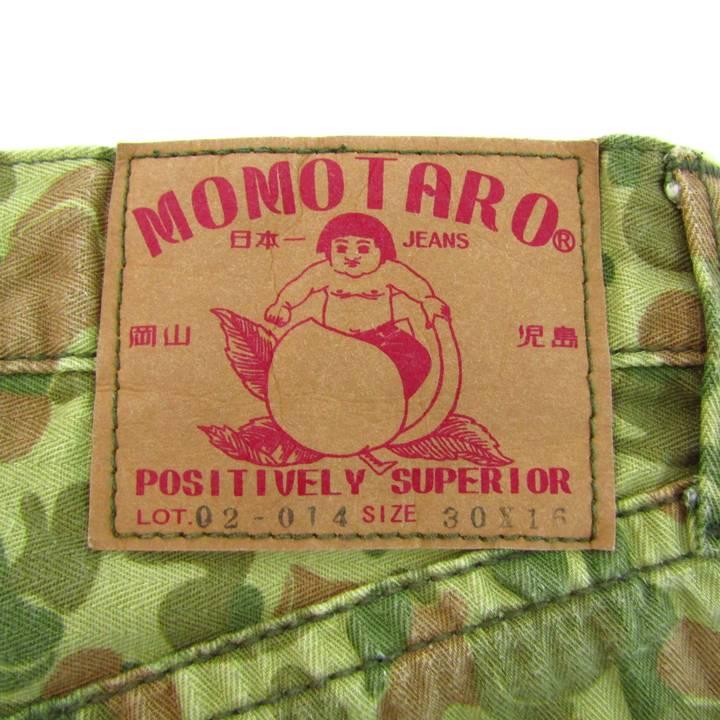 MOMOTARO®
日本一 JEANS
岡山 児島
POSITIVELY SUPERIOR
LOT. 02-014 SIZE 30X16